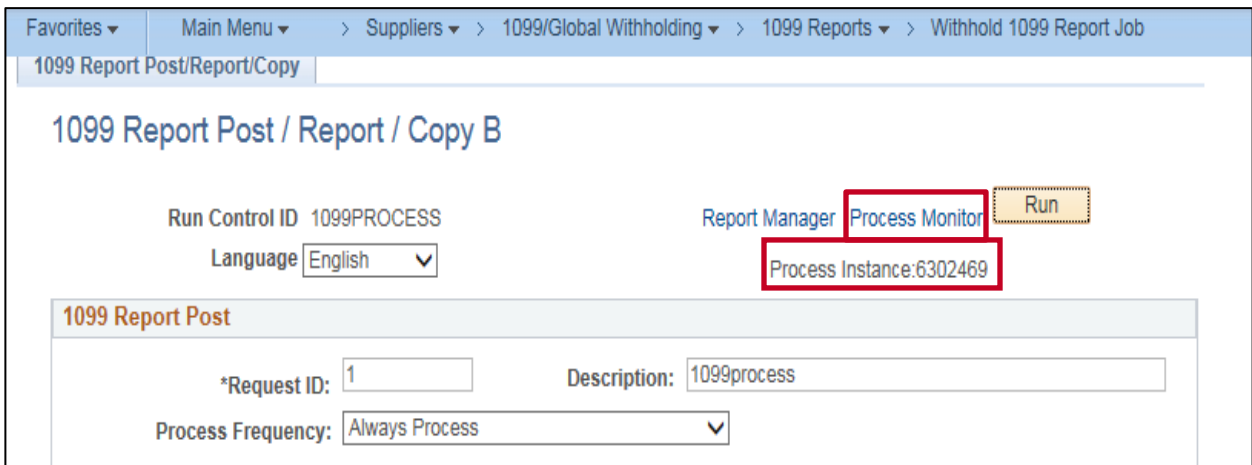 Favorites Main Menu > Suppliers > 1099/Global Withholding > 1099 Reports > Withhold 1099 Report Job
1099 Report Post/Report/Copy
1099 Report Post / Report / Copy B
Run Control ID 1099PROCESS Report Manager Process Monitor Run
Language English Process Instance:6302469
1099 Report Post
*Request ID: 1 Description: 1099process
Process Frequency: Always Process